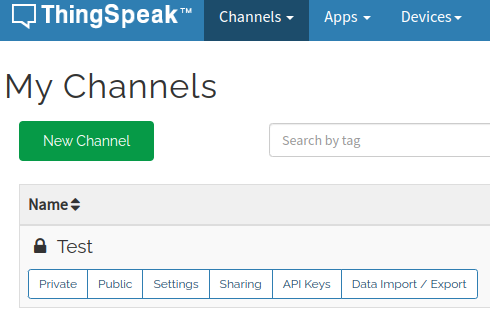 ThingSpeak™ Channels Apps Devices
My Channels
New Channel Search by tag
Name
Test
Private Public Settings Sharing API Keys Data Import / Export